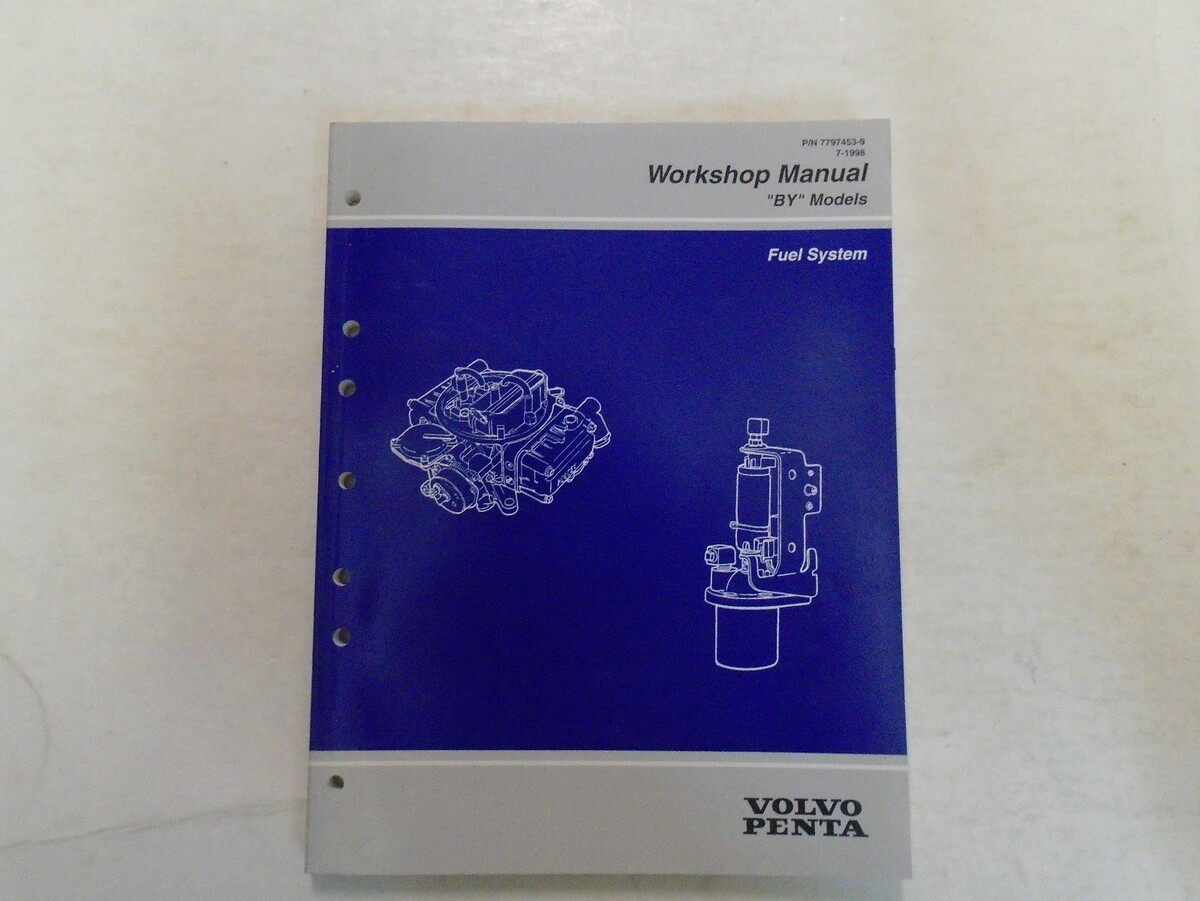 P/N 7797453-9
7-1998
Workshop Manual
"BY" Models
Fuel System
VOLVO
PENTA